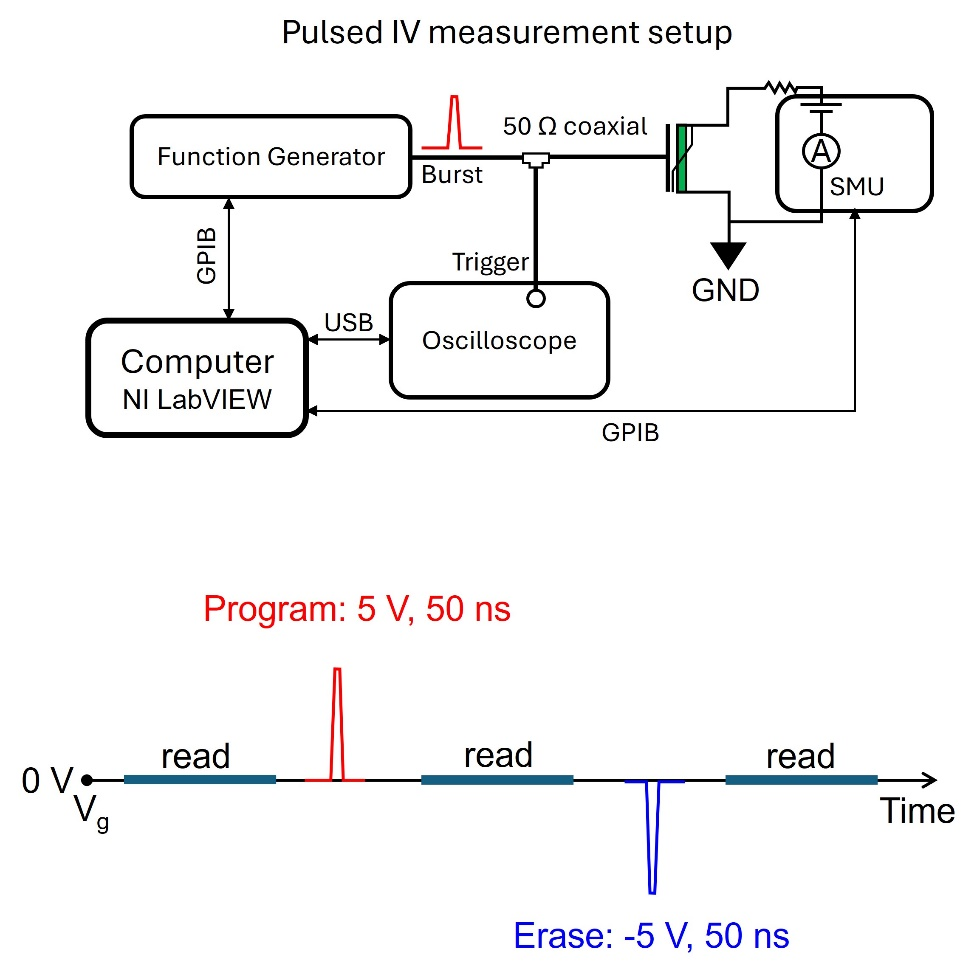 Pulsed IV measurement setup
50 Ω coaxial
Function Generator
Burst
A
SMU
GPIB
Trigger
GND
USB
Oscilloscope
Computer
NI LabVIEW
GPIB
Program: 5 V, 50 ns
read
read
read
0 V
Vg
Time
Erase: -5 V, 50 ns